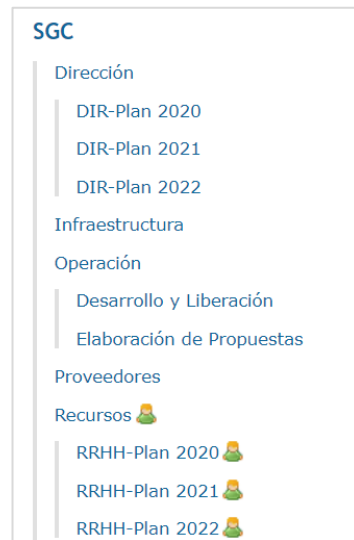 SGC
Dirección
DIR-Plan 2020
DIR-Plan 2021
DIR-Plan 2022
Infraestructura
Operación
Desarrollo y Liberación
Elaboración de Propuestas
Proveedores
Recursos
RRHH-Plan 2020
RRHH-Plan 2021
RRHH-Plan 2022